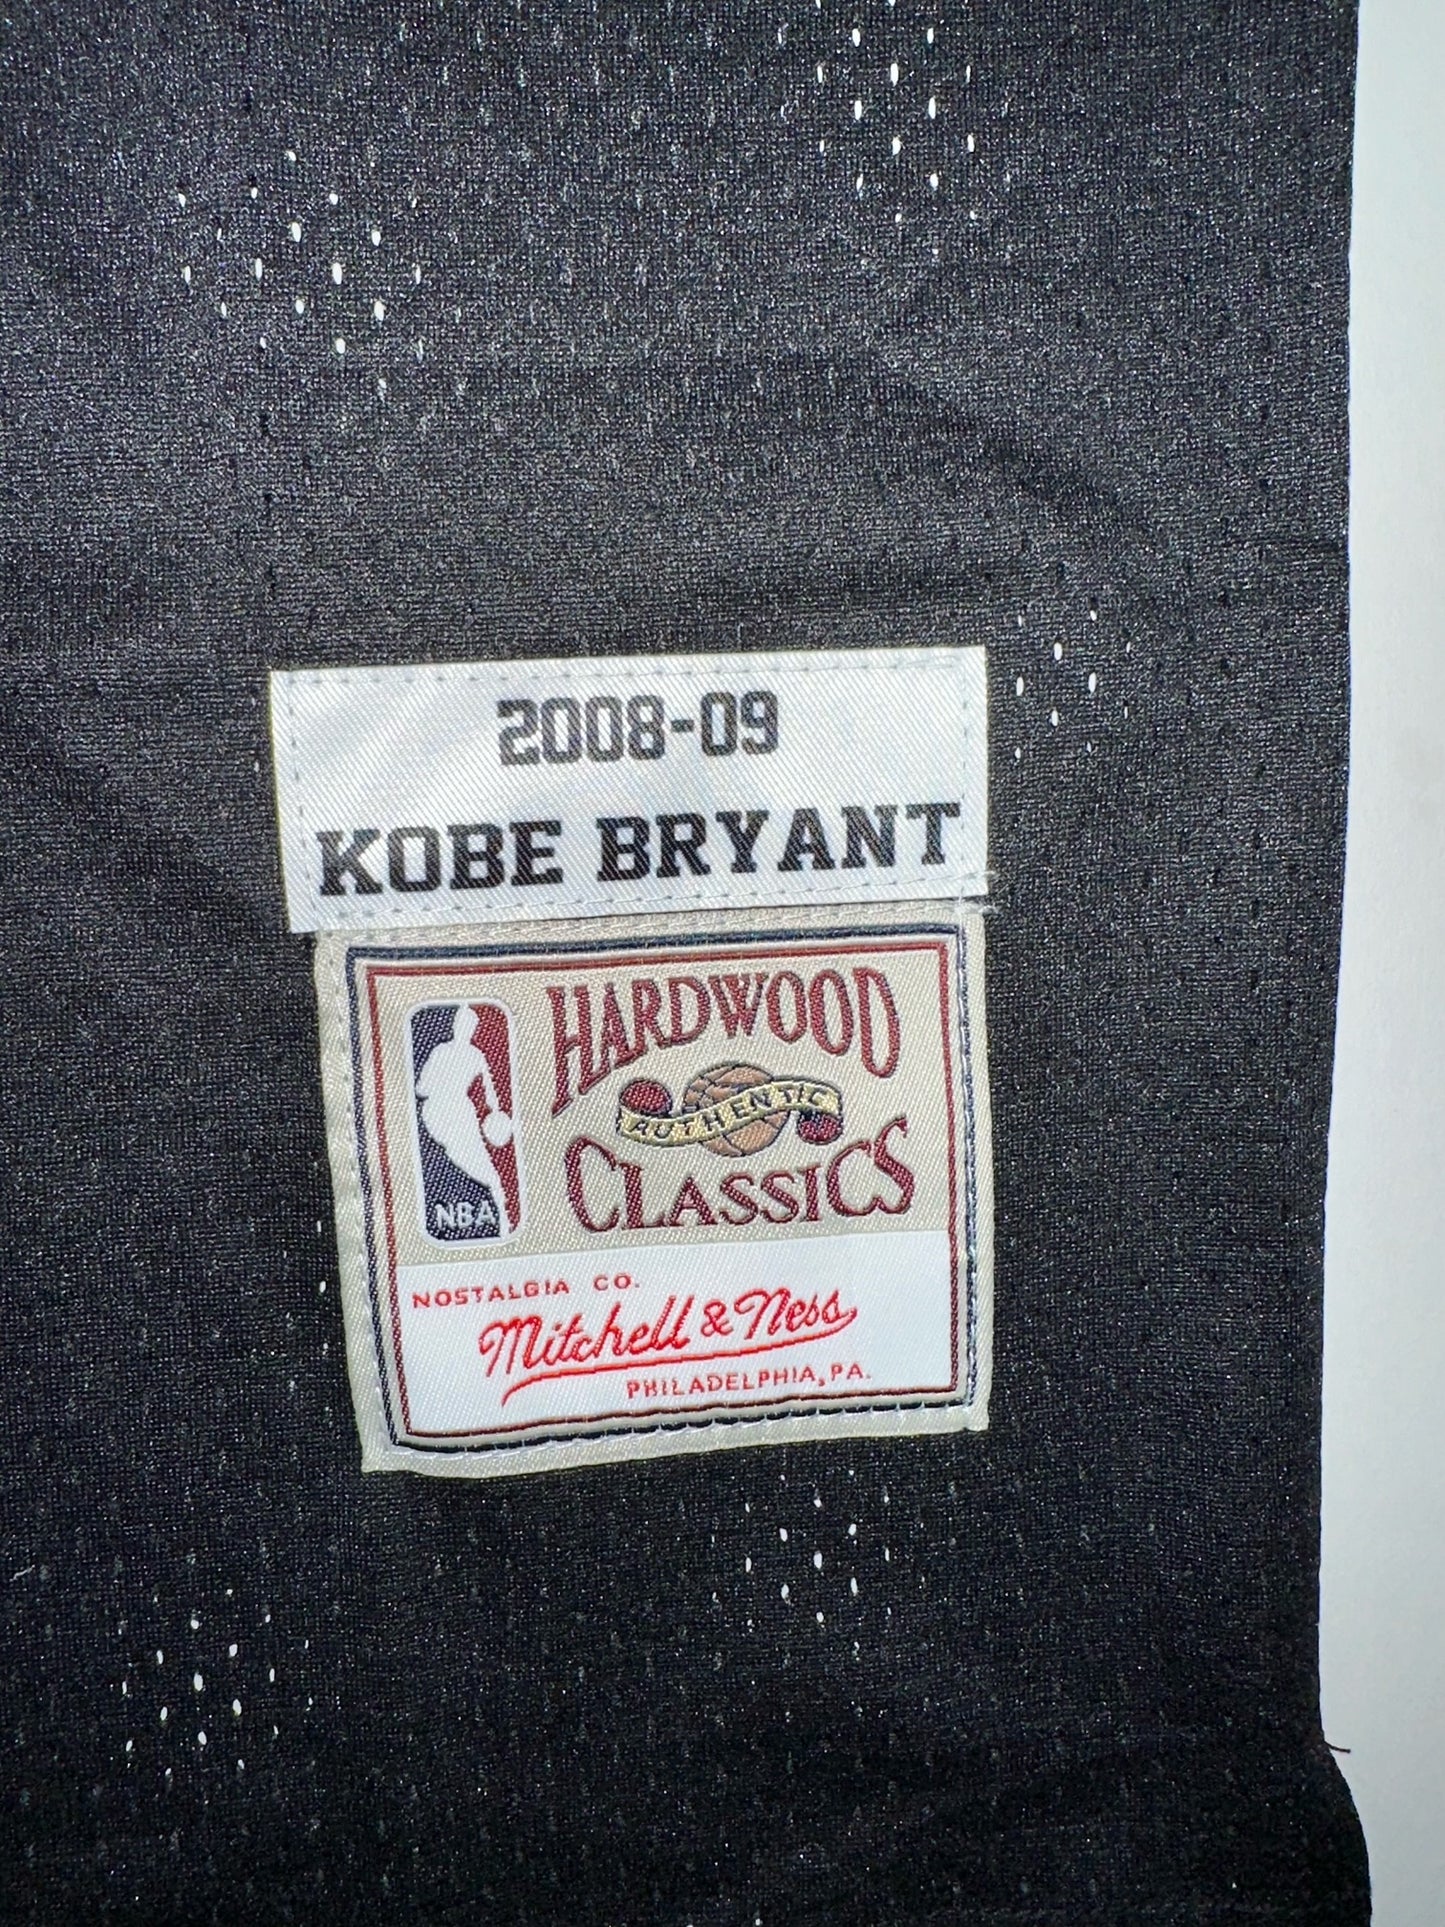 2008-09
KOBE BRYANT
HARDWOOD
AUTHENTIC
CLASSICS
NBA
NOSTALGIA CO.
Mitchell & Ness
PHILADELPHIA, PA.